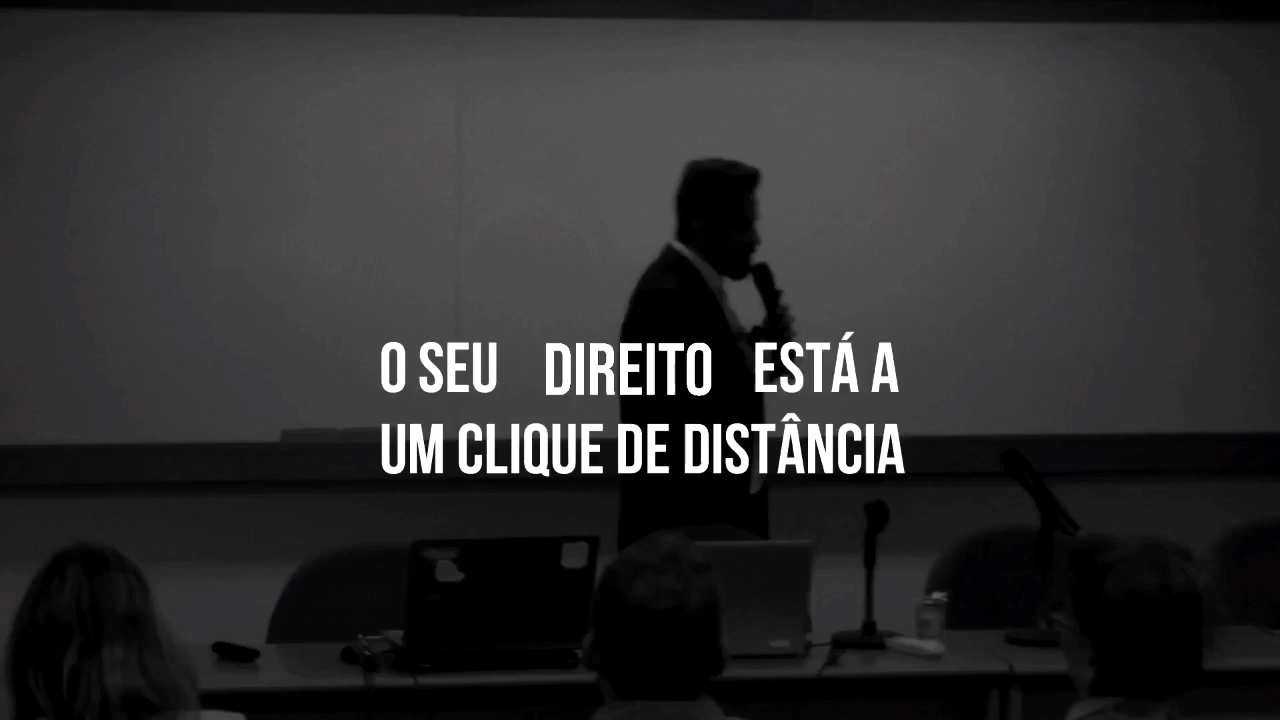 O SEU DIREITO ESTÁ A
UM CLIQUE DE DISTÂNCIA